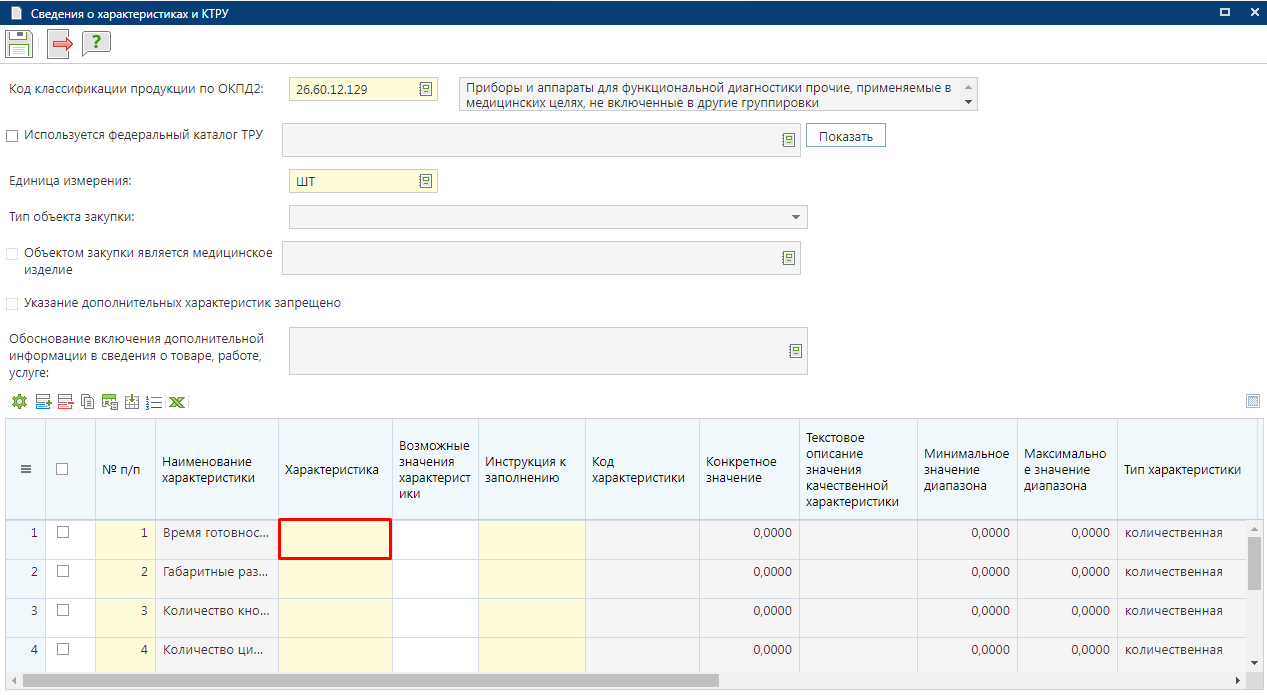 Сведения о характеристиках и КТРУ
?
Код классификации продукции по ОКПД2:
26.60.12.129
Приборы и аппараты для функциональной диагностики прочие, применяемые в
медицинских целях, не включенные в другие группировки
Используется федеральный каталог ТРУ
Показать
Единица измерения:
ШТ
Тип объекта закупки:
Объектом закупки является медицинское
изделие
Указание дополнительных характеристик запрещено
Обоснование включения дополнительной
информации в сведения о товаре, работе,
услуге:
№ п/п
Наименование
характеристики
Характеристика
Возможные
значения
характерист
ики
Инструкция к
заполнению
Код
характеристики
Конкретное
значение
Текстовое
описание
значения
качественной
характеристики
Минимальное
значение
диапазона
Максимально
е значение
диапазона
Тип характеристики
1 1 Время готовнос... 0,0000 0,0000 0,0000 количественная
2 2 Габаритные раз... 0,0000 0,0000 0,0000 количественная
3 3 Количество кно... 0,0000 0,0000 0,0000 количественная
4 4 Количество ци... 0,0000 0,0000 0,0000 количественная